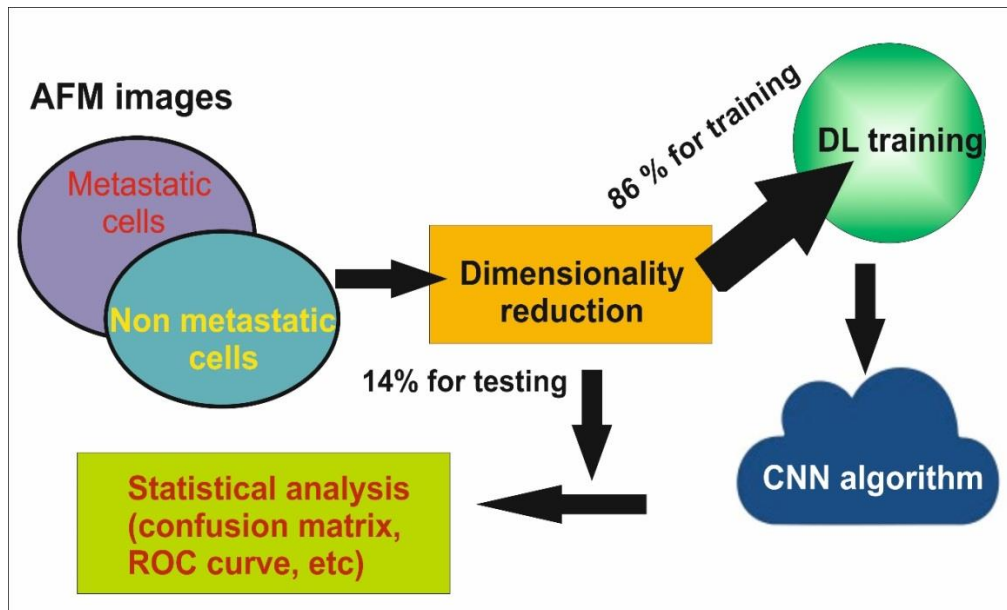 AFM images
Metastatic
cells
Non metastatic
cells
Dimensionality
reduction
86 % for training
DL training
14% for testing
CNN algorithm
Statistical analysis
(confusion matrix,
ROC curve, etc)